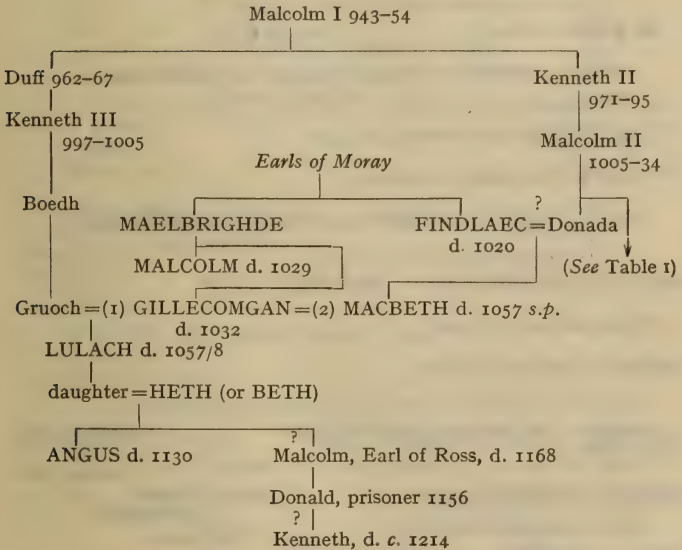 Malcolm I 943–54
Duff 962–67 Kenneth II
971–95
Kenneth III
997–1005
Malcolm II
1005–34
Earls of Moray
Boedh
?
MAELBRIGHDE FINDLAEC=Donada
d. 1020
MALCOLM d. 1029 (See Table 1)
Gruoch=(1) GILLECOMGAN=(2) MACBETH d. 1057 s.p.
d. 1032
LULACH d. 1057/8
daughter=HETH (or BETH)
?
ANGUS d. 1130 Malcolm, Earl of Ross, d. 1168
Donald, prisoner 1156
?
Kenneth, d. c. 1214